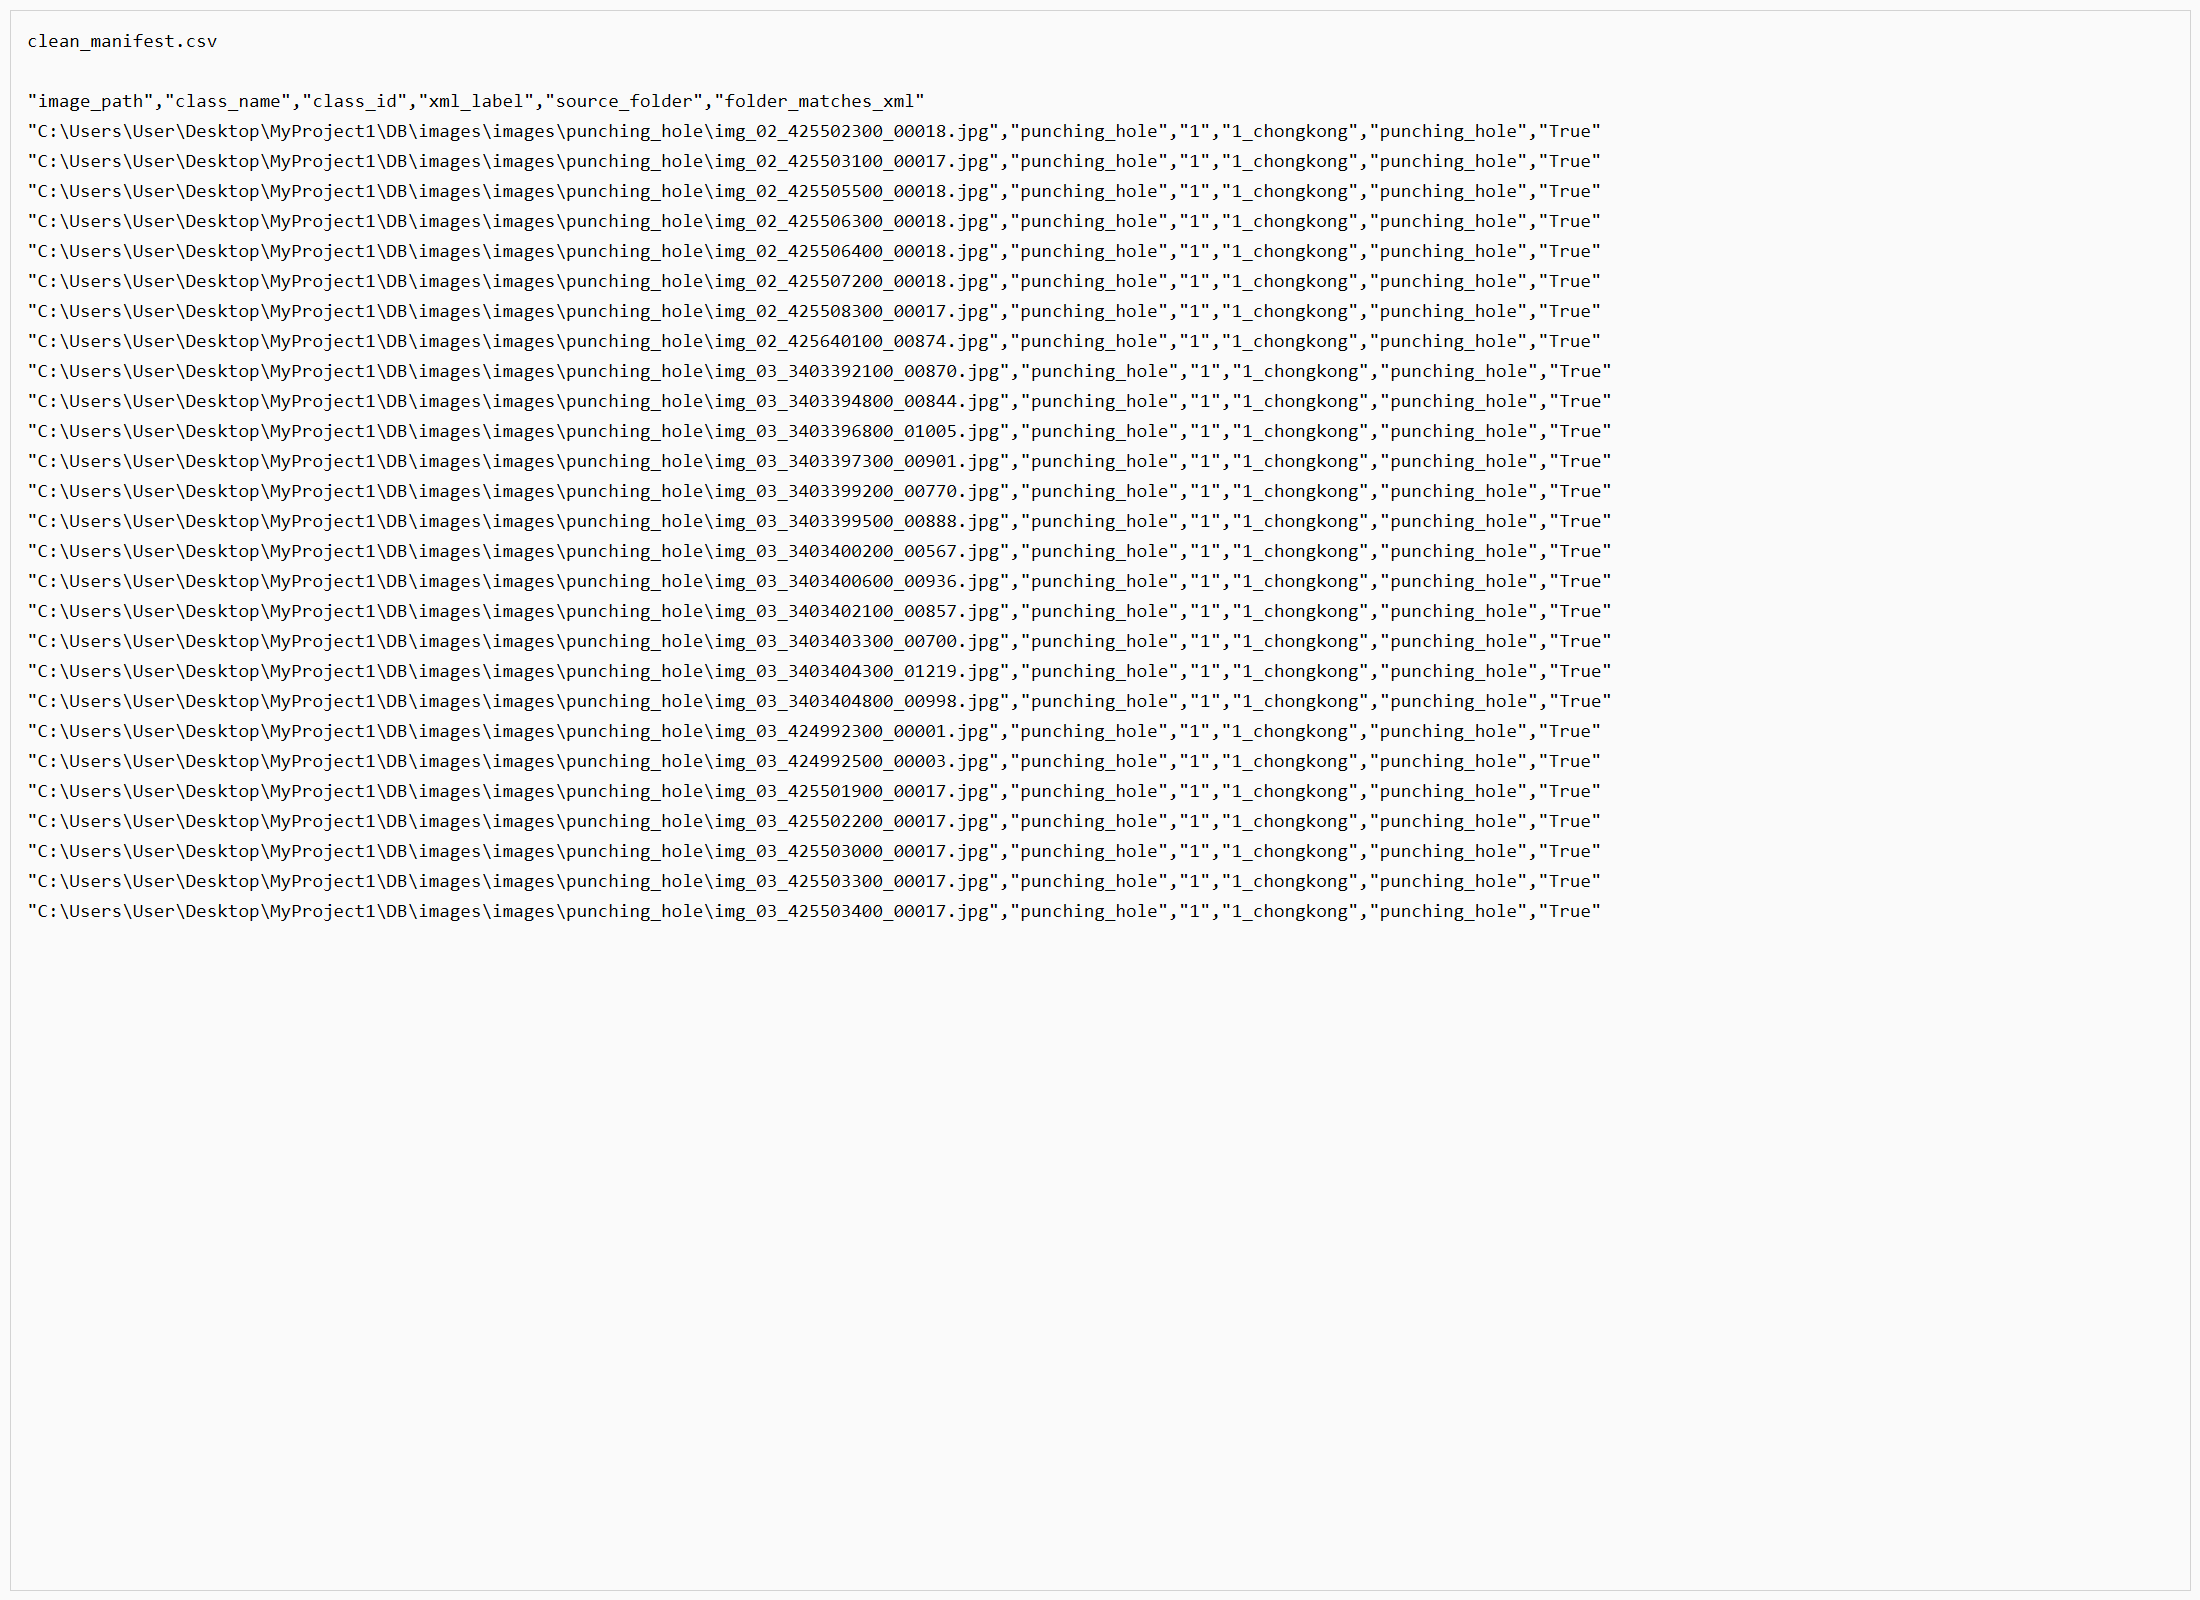 clean_manifest.csv
"image_path","class_name","class_id","xml_label","source_folder","folder_matches_xml"
"C:\Users\User\Desktop\MyProject1\DB\images\images\punching_hole\img_02_425502300_00018.jpg","punching_hole","1","1_chongkong","punching_hole","True"
"C:\Users\User\Desktop\MyProject1\DB\images\images\punching_hole\img_02_425503100_00017.jpg","punching_hole","1","1_chongkong","punching_hole","True"
"C:\Users\User\Desktop\MyProject1\DB\images\images\punching_hole\img_02_425505500_00018.jpg","punching_hole","1","1_chongkong","punching_hole","True"
"C:\Users\User\Desktop\MyProject1\DB\images\images\punching_hole\img_02_425506300_00018.jpg","punching_hole","1","1_chongkong","punching_hole","True"
"C:\Users\User\Desktop\MyProject1\DB\images\images\punching_hole\img_02_425506400_00018.jpg","punching_hole","1","1_chongkong","punching_hole","True"
"C:\Users\User\Desktop\MyProject1\DB\images\images\punching_hole\img_02_425507200_00018.jpg","punching_hole","1","1_chongkong","punching_hole","True"
"C:\Users\User\Desktop\MyProject1\DB\images\images\punching_hole\img_02_425508300_00017.jpg","punching_hole","1","1_chongkong","punching_hole","True"
"C:\Users\User\Desktop\MyProject1\DB\images\images\punching_hole\img_02_425640100_00874.jpg","punching_hole","1","1_chongkong","punching_hole","True"
"C:\Users\User\Desktop\MyProject1\DB\images\images\punching_hole\img_03_3403392100_00870.jpg","punching_hole","1","1_chongkong","punching_hole","True"
"C:\Users\User\Desktop\MyProject1\DB\images\images\punching_hole\img_03_3403394800_00844.jpg","punching_hole","1","1_chongkong","punching_hole","True"
"C:\Users\User\Desktop\MyProject1\DB\images\images\punching_hole\img_03_3403396800_01005.jpg","punching_hole","1","1_chongkong","punching_hole","True"
"C:\Users\User\Desktop\MyProject1\DB\images\images\punching_hole\img_03_3403397300_00901.jpg","punching_hole","1","1_chongkong","punching_hole","True"
"C:\Users\User\Desktop\MyProject1\DB\images\images\punching_hole\img_03_3403399200_00770.jpg","punching_hole","1","1_chongkong","punching_hole","True"
"C:\Users\User\Desktop\MyProject1\DB\images\images\punching_hole\img_03_3403399500_00888.jpg","punching_hole","1","1_chongkong","punching_hole","True"
"C:\Users\User\Desktop\MyProject1\DB\images\images\punching_hole\img_03_3403400200_00567.jpg","punching_hole","1","1_chongkong","punching_hole","True"
"C:\Users\User\Desktop\MyProject1\DB\images\images\punching_hole\img_03_3403400600_00936.jpg","punching_hole","1","1_chongkong","punching_hole","True"
"C:\Users\User\Desktop\MyProject1\DB\images\images\punching_hole\img_03_3403402100_00857.jpg","punching_hole","1","1_chongkong","punching_hole","True"
"C:\Users\User\Desktop\MyProject1\DB\images\images\punching_hole\img_03_3403403300_00700.jpg","punching_hole","1","1_chongkong","punching_hole","True"
"C:\Users\User\Desktop\MyProject1\DB\images\images\punching_hole\img_03_3403404300_01219.jpg","punching_hole","1","1_chongkong","punching_hole","True"
"C:\Users\User\Desktop\MyProject1\DB\images\images\punching_hole\img_03_3403404800_00998.jpg","punching_hole","1","1_chongkong","punching_hole","True"
"C:\Users\User\Desktop\MyProject1\DB\images\images\punching_hole\img_03_424992300_00001.jpg","punching_hole","1","1_chongkong","punching_hole","True"
"C:\Users\User\Desktop\MyProject1\DB\images\images\punching_hole\img_03_424992500_00003.jpg","punching_hole","1","1_chongkong","punching_hole","True"
"C:\Users\User\Desktop\MyProject1\DB\images\images\punching_hole\img_03_425501900_00017.jpg","punching_hole","1","1_chongkong","punching_hole","True"
"C:\Users\User\Desktop\MyProject1\DB\images\images\punching_hole\img_03_425502200_00017.jpg","punching_hole","1","1_chongkong","punching_hole","True"
"C:\Users\User\Desktop\MyProject1\DB\images\images\punching_hole\img_03_425503000_00017.jpg","punching_hole","1","1_chongkong","punching_hole","True"
"C:\Users\User\Desktop\MyProject1\DB\images\images\punching_hole\img_03_425503300_00017.jpg","punching_hole","1","1_chongkong","punching_hole","True"
"C:\Users\User\Desktop\MyProject1\DB\images\images\punching_hole\img_03_425503400_00017.jpg","punching_hole","1","1_chongkong","punching_hole","True"